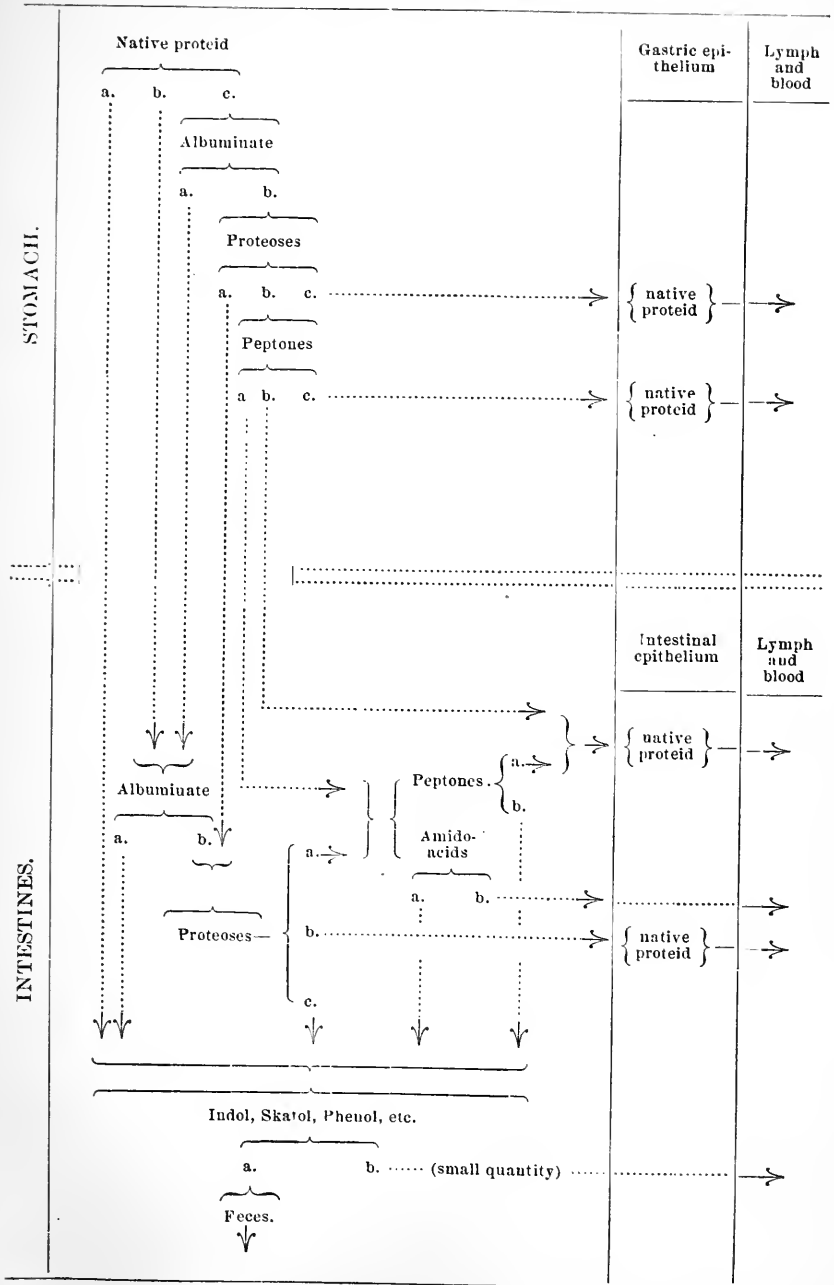 Native proteid
Gastric epi-
thelium
Lymph
and
blood
a. b. c.
Albuminate
a. b.
Proteoses
a. b. c.
{ native
proteid }
Peptones
a b. c.
{ native
proteid }
STOMACH.
Intestinal
epithelium
Lymph
and
blood
{ native
proteid }
Albuminate
Peptones.
a.
b.
a. b.
Amido-
acids
a.
a. b.
Proteoses—
b.
{ native
proteid }
c.
INTESTINES.
Indol, Skatol, Phenol, etc.
a. b. ...... (small quantity) ......
Feces.